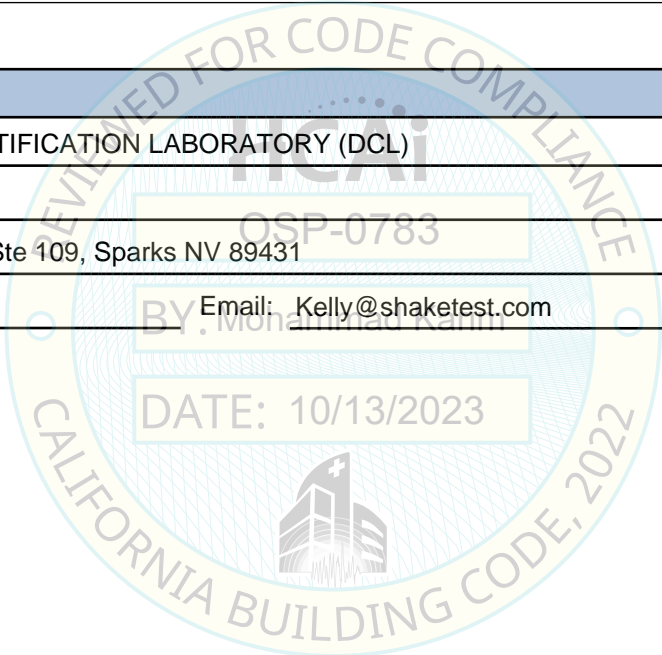 REVIEWED FOR CODE COMPLIANCE
HCAi
TIFICATION LABORATORY (DCL)
OSP-0783
Ste 109, Sparks NV 89431
Email: Kelly@shaketest.com
BY: Mohammad Karim
DATE: 10/13/2023
CALIFORNIA BUILDING CODE, 2022